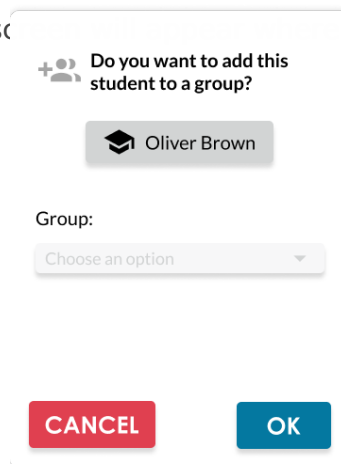 Do you want to add this
student to a group?
Oliver Brown
Group:
Choose an option
CANCEL
OK